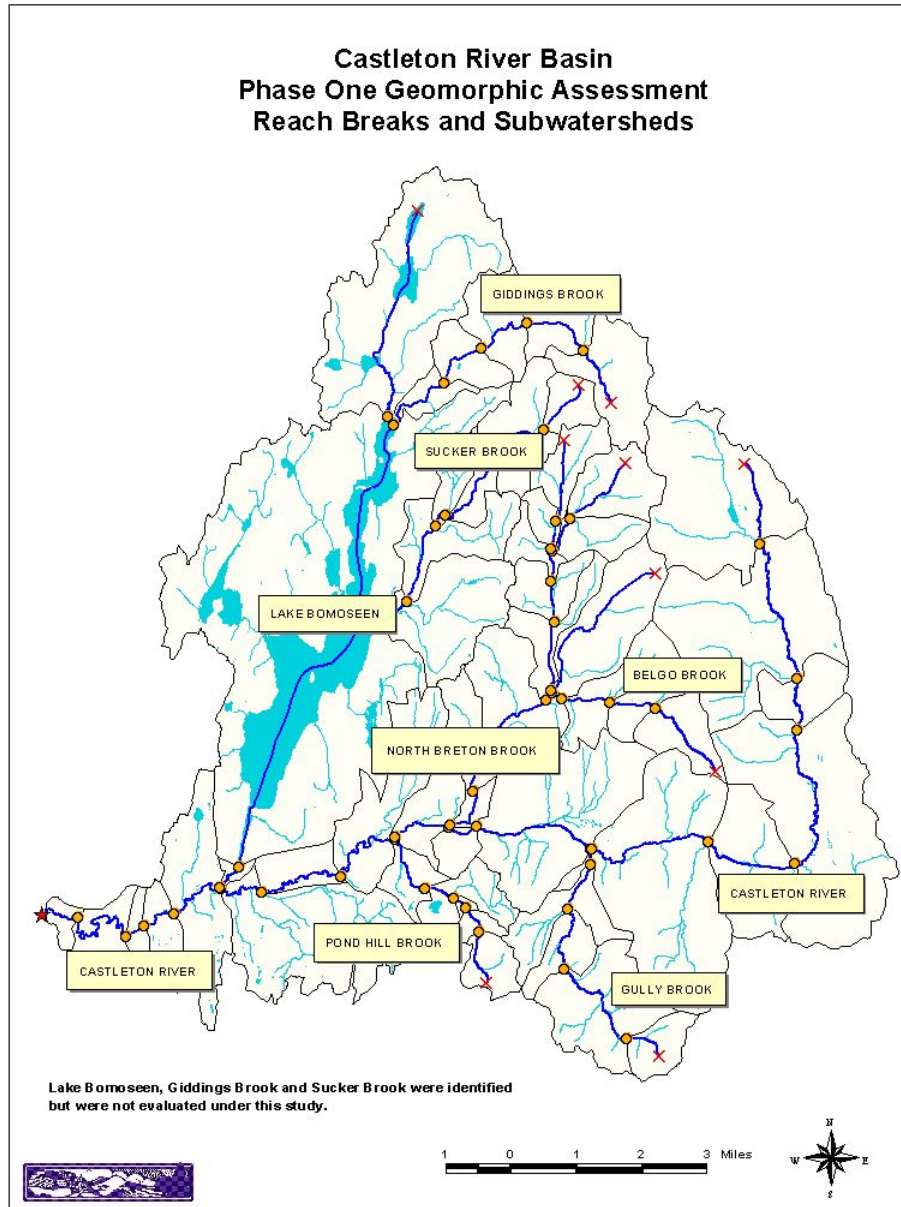 Castleton River Basin
Phase One Geomorphic Assessment
Reach Breaks and Subwatersheds
GIDDINGS BROOK
SUCKER BROOK
LAKE BOMOSEEN
BELGO BROOK
NORTH BRETON BROOK
CASTLETON RIVER
POND HILL BROOK
CASTLETON RIVER
GULLY BROOK
Lake Bomoseen, Giddings Brook and Sucker Brook were identified
but were not evaluated under this study.
1 0 1 2 3 Miles
N
W E
S